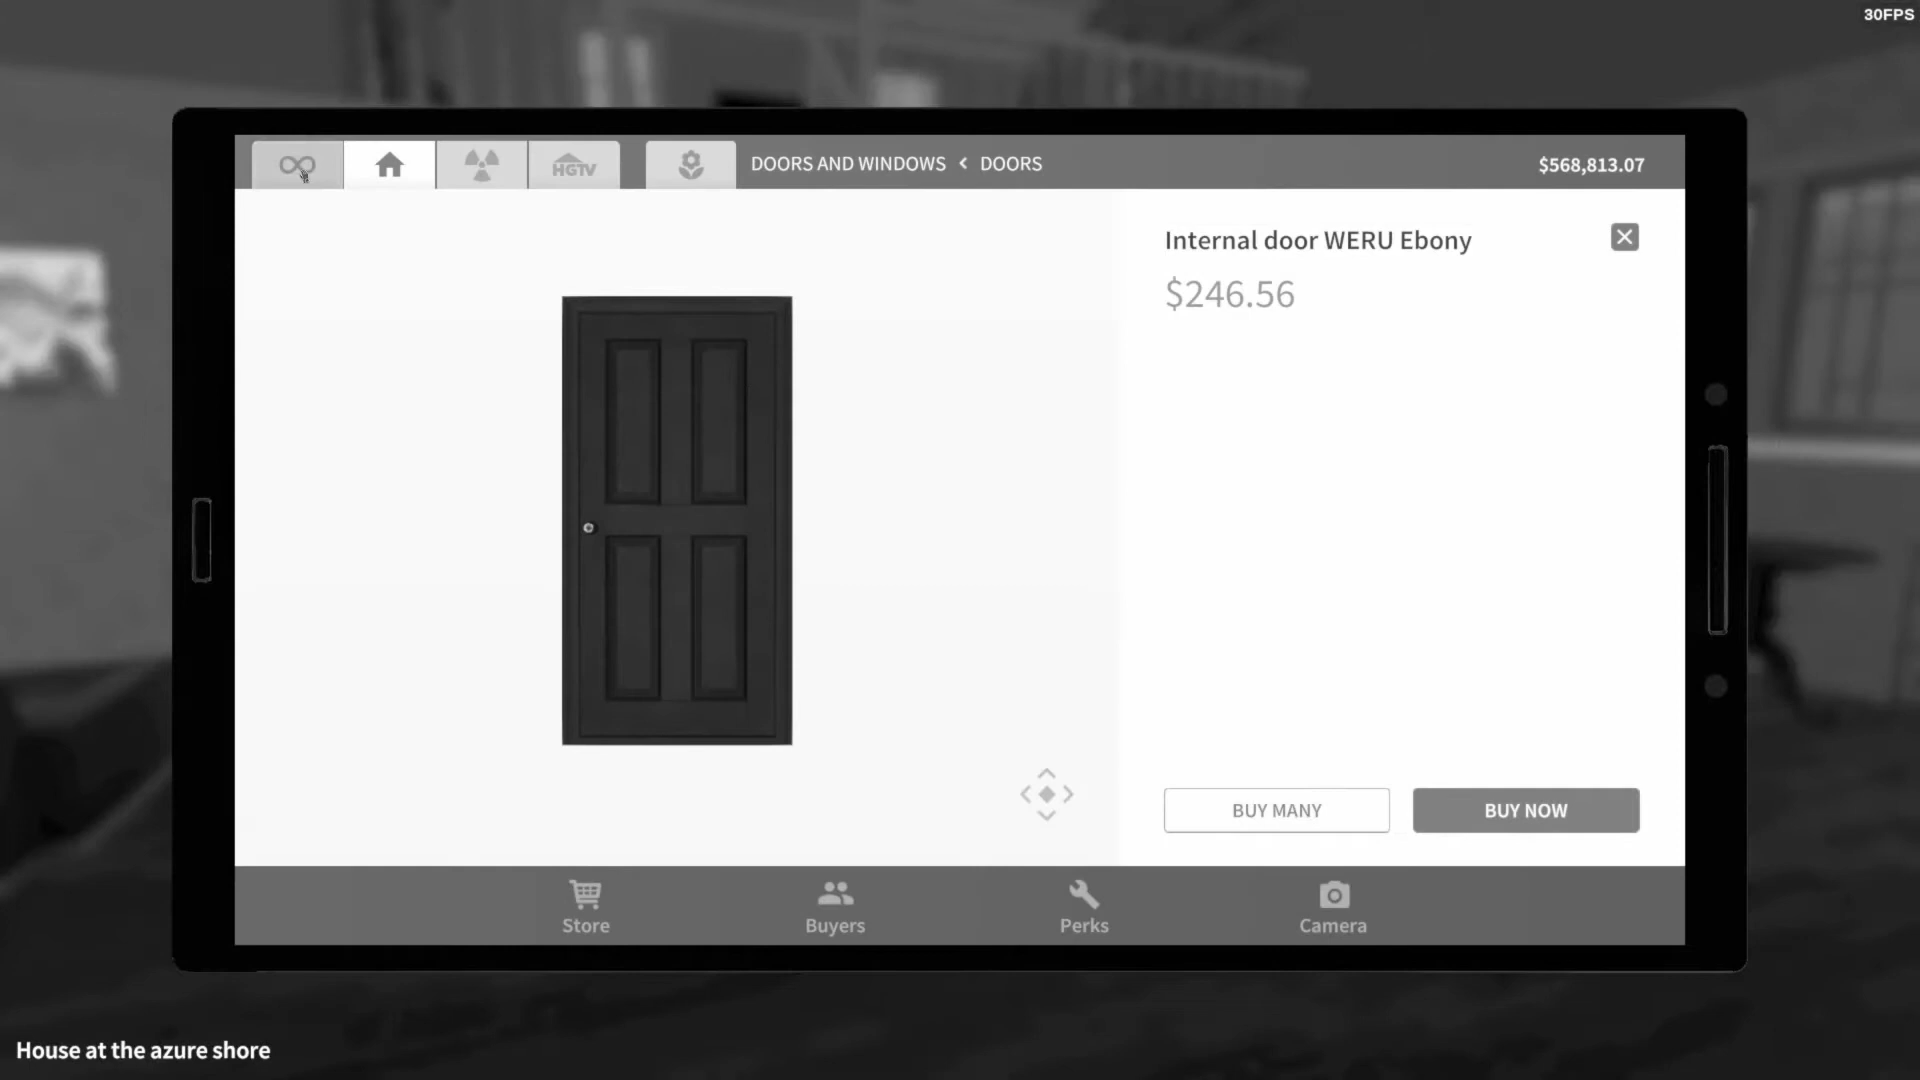 30FPS
HGTV
DOORS AND WINDOWS < DOORS
$568,813.07
Internal door WERU Ebony
$246.56
BUY MANY
BUY NOW
Store
Buyers
Perks
Camera
House at the azure shore